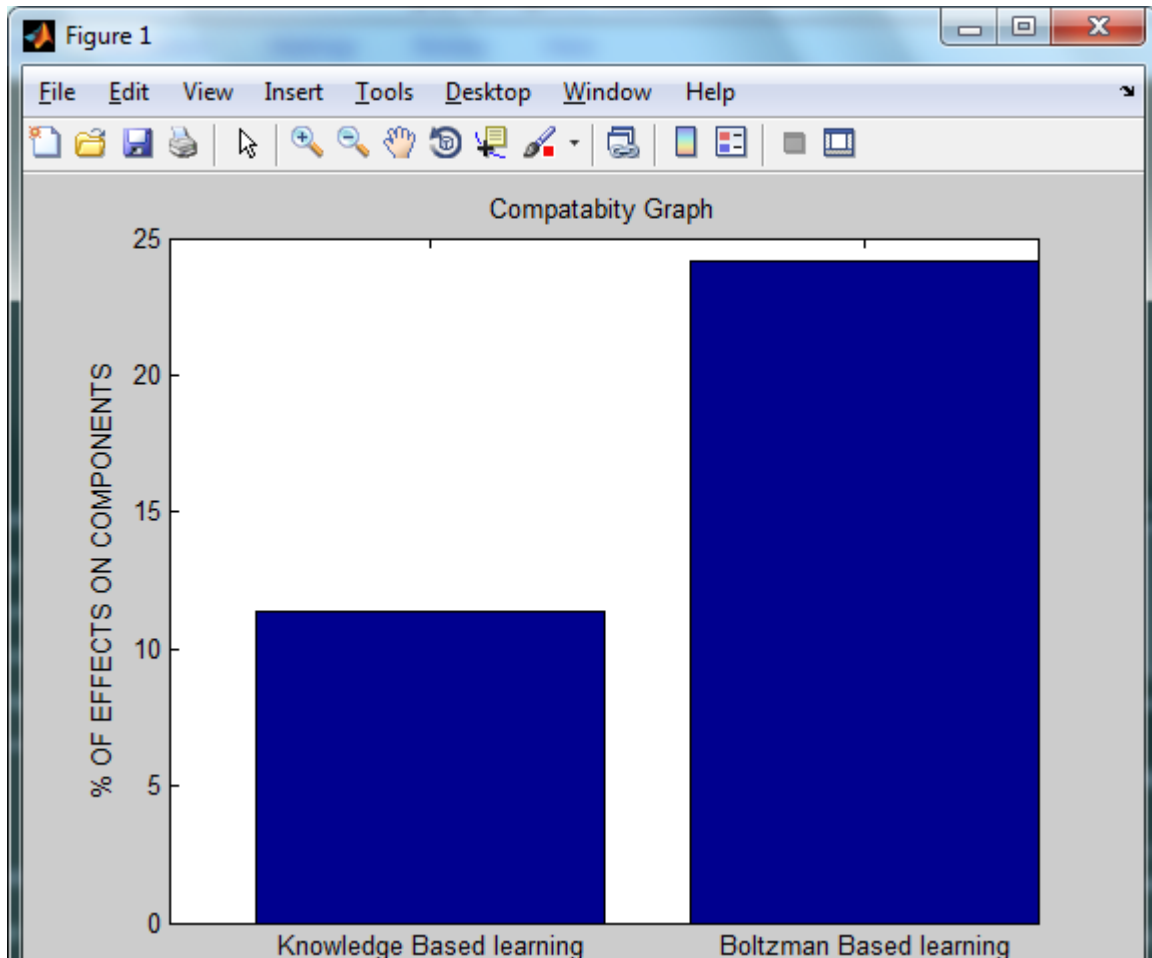 Figure 1
File Edit View Insert Tools Desktop Window Help
Compatabity Graph
25
20
15
10
5
0
% OF EFFECTS ON COMPONENTS
Knowledge Based learning
Boltzman Based learning